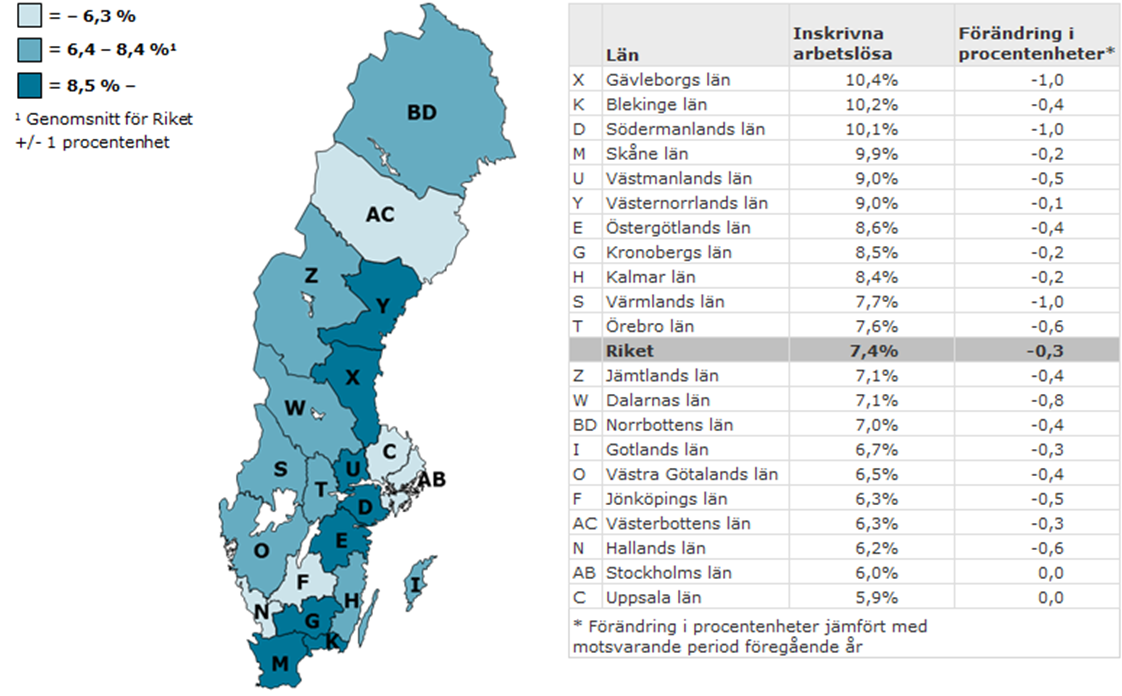 = – 6,3 %
= 6,4 – 8,4 %¹
= 8,5 % –
¹ Genomsnitt för Riket
+/- 1 procentenhet
BD
AC
Z
Y
X
W
C
S
U
AB
T
D
E
O
F
I
N
H
G
K
M
Län Inskrivna arbetslösa Förändring i procentenheter*
X Gävleborgs län 10,4% -1,0
K Blekinge län 10,2% -0,4
D Södermanlands län 10,1% -1,0
M Skåne län 9,9% -0,2
U Västmanlands län 9,0% -0,5
Y Västernorrlands län 9,0% -0,1
E Östergötlands län 8,6% -0,4
G Kronobergs län 8,5% -0,2
H Kalmar län 8,4% -0,2
S Värmlands län 7,7% -1,0
T Örebro län 7,6% -0,6
Riket 7,4% -0,3
Z Jämtlands län 7,1% -0,4
W Dalarnas län 7,1% -0,8
BD Norrbottens län 7,0% -0,4
I Gotlands län 6,7% -0,3
O Västra Götalands län 6,5% -0,4
F Jönköpings län 6,3% -0,5
AC Västerbottens län 6,3% -0,3
N Hallands län 6,2% -0,6
AB Stockholms län 6,0% 0,0
C Uppsala län 5,9% 0,0
* Förändring i procentenheter jämfört med
motsvarande period föregående år